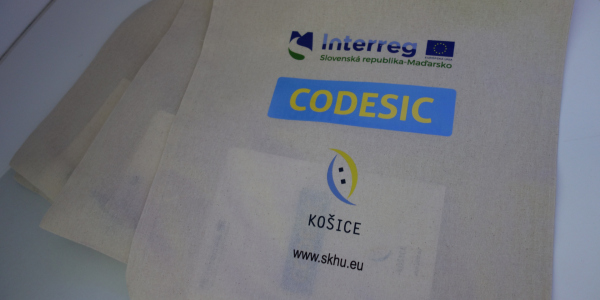 Interreg
Slovenská republika-Maďarsko
CODESIC
KOŠICE
www.skhu.eu